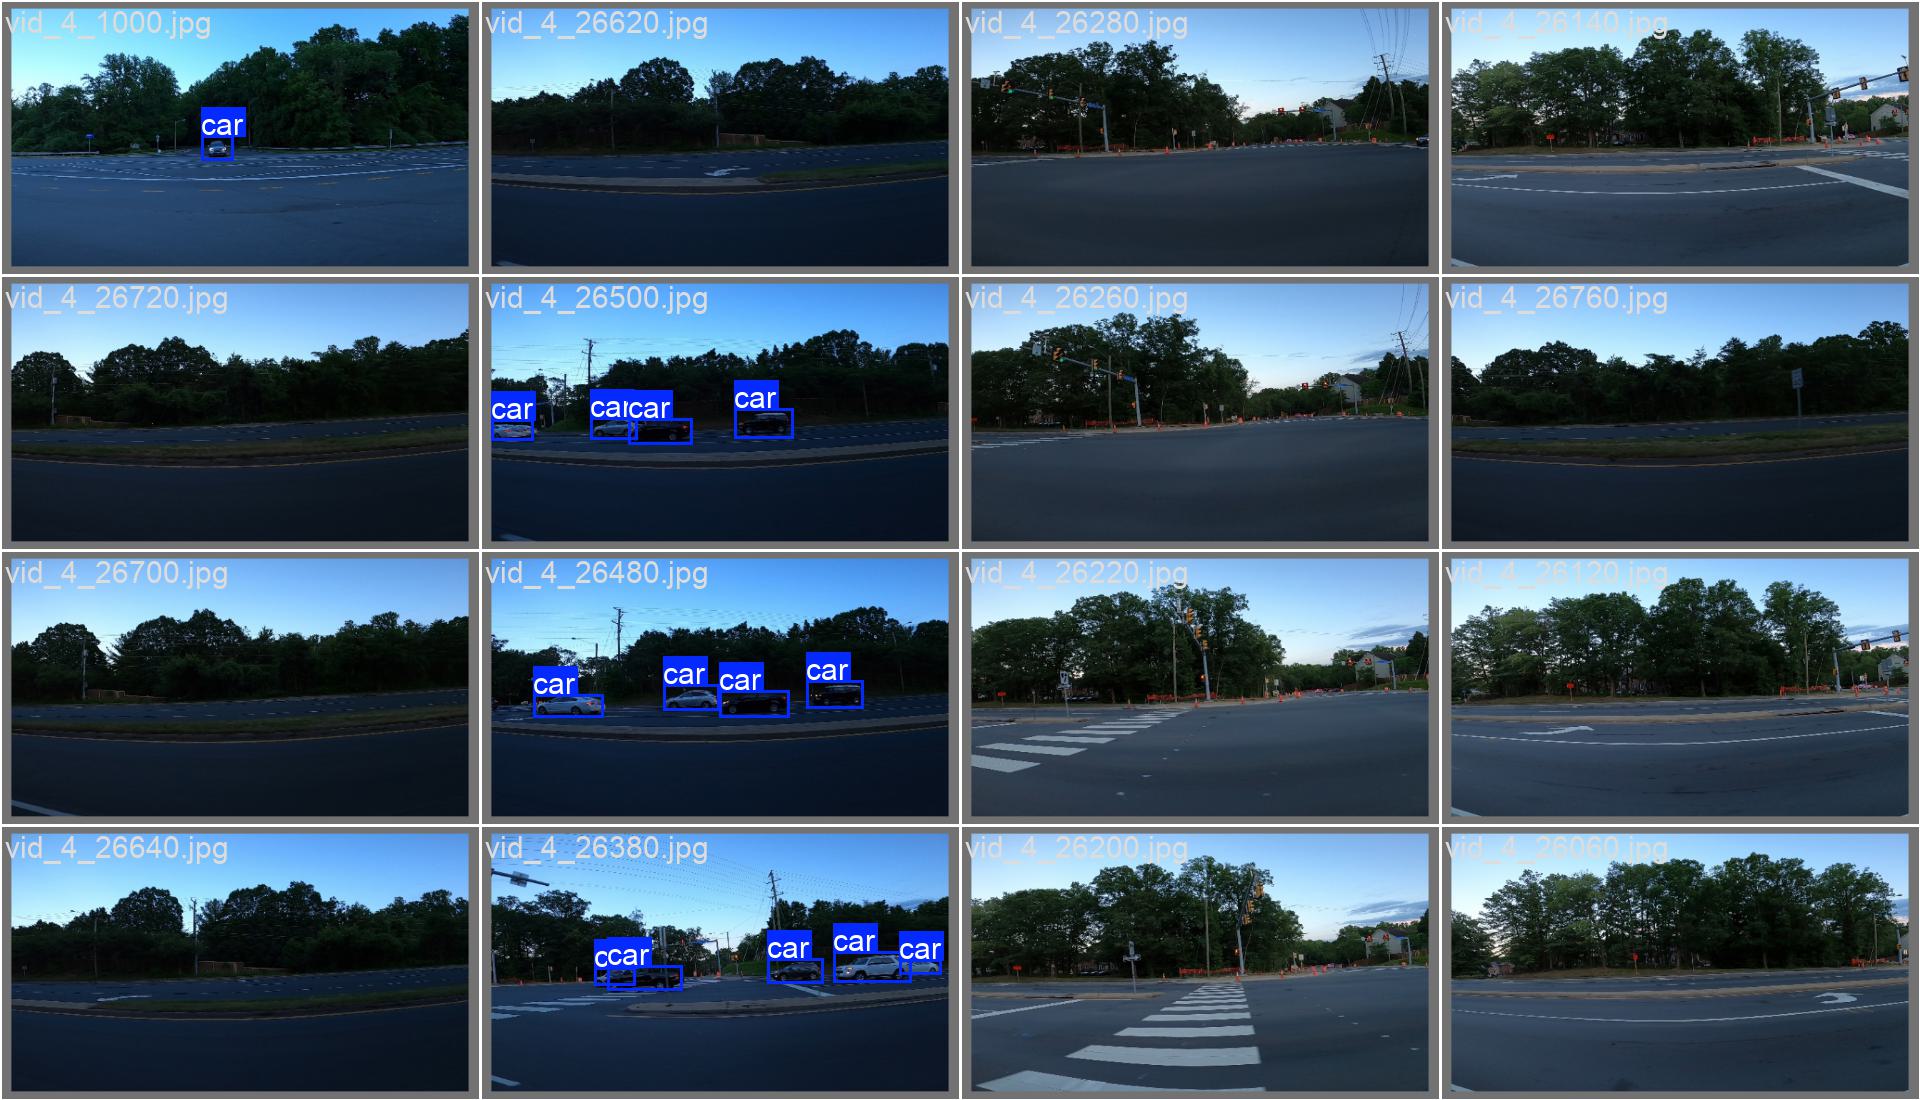 vid_4_1000.jpg
vid_4_26620.jpg
vid_4_26280.jpg
vid_4_26140.jpg
car
vid_4_26720.jpg
vid_4_26500.jpg
vid_4_26260.jpg
vid_4_26760.jpg
car
car
car
car
vid_4_26700.jpg
vid_4_26480.jpg
vid_4_26220.jpg
vid_4_26120.jpg
car
car
car
car
vid_4_26640.jpg
vid_4_26380.jpg
vid_4_26200.jpg
vid_4_26060.jpg
c
car
car
car
car